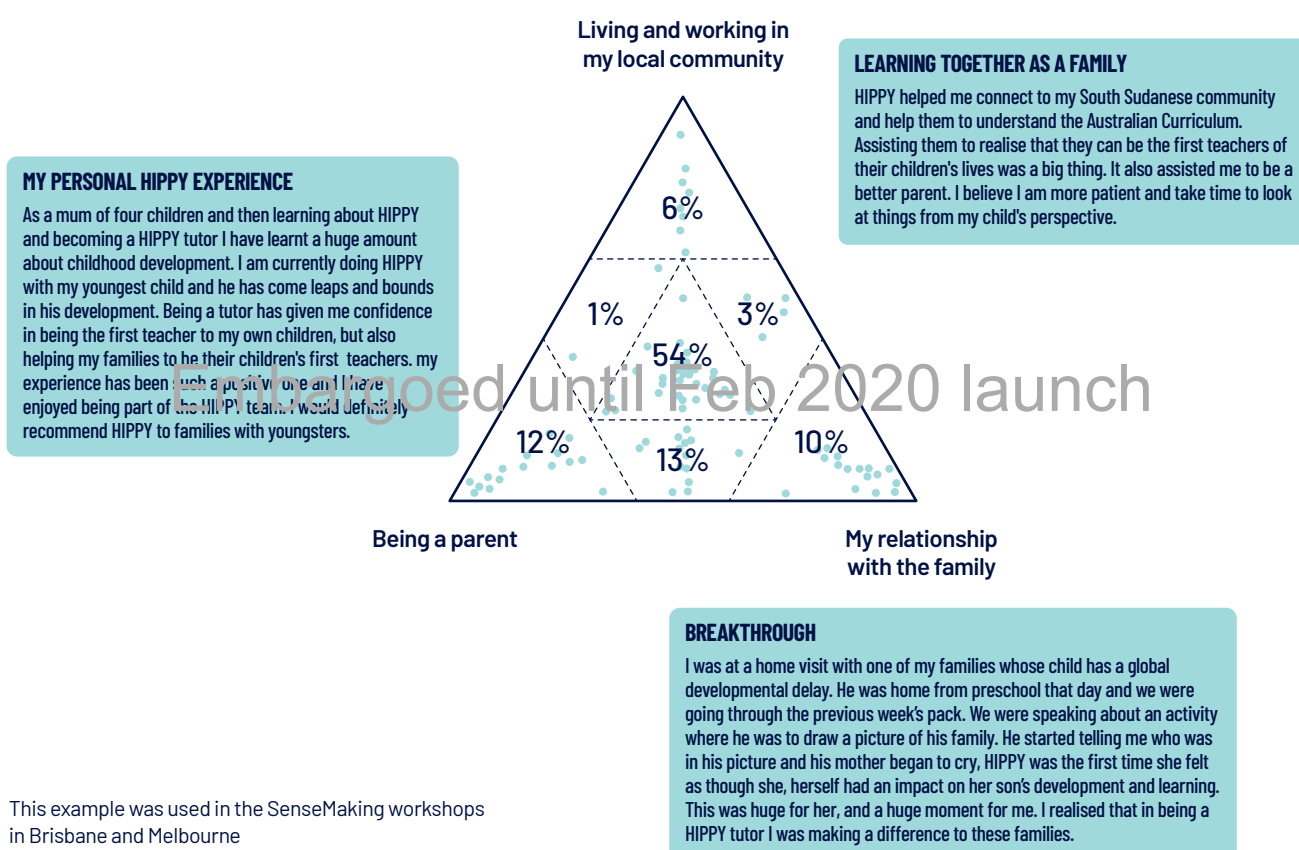 Living and working in
my local community
LEARNING TOGETHER AS A FAMILY
HIPPY helped me connect to my South Sudanese community
and help them to understand the Australian Curriculum.
Assisting them to realise that they can be the first teachers of
their children's lives was a big thing. It also assisted me to be a
better parent. I believe I am more patient and take time to look
at things from my child's perspective.
MY PERSONAL HIPPY EXPERIENCE
As a mum of four children and then learning about HIPPY
and becoming a HIPPY tutor I have learnt a huge amount
about childhood development. I am currently doing HIPPY
with my youngest child and he has come leaps and bounds
in his development. Being a tutor has given me confidence
in being the first teacher to my own children, but also
helping my families to be their children's first teachers. my
experience has been such a positive one and I have
enjoyed being part of the HIPPY team. I would definitely
recommend HIPPY to families with youngsters.
6%
1%
3%
54%
Embargoed until Feb 2020 launch
12%
13%
10%
Being a parent
My relationship
with the family
BREAKTHROUGH
I was at a home visit with one of my families whose child has a global
developmental delay. He was home from preschool that day and we were
going through the previous week's pack. We were speaking about an activity
where he was to draw a picture of his family. He started telling me who was
in his picture and his mother began to cry, HIPPY was the first time she felt
as though she, herself had an impact on her son's development and learning.
This was huge for her, and a huge moment for me. I realised that in being a
HIPPY tutor I was making a difference to these families.
This example was used in the SenseMaking workshops
in Brisbane and Melbourne